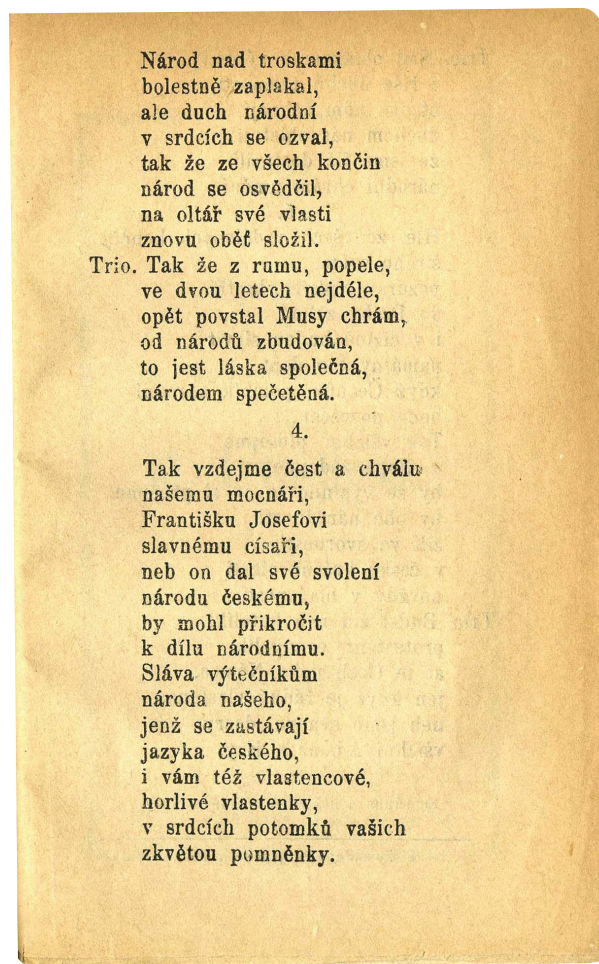 Národ nad troskami
bolestně zaplakal,
ale duch národní
v srdcích se ozval,
tak že ze všech končin
národ se osvědčil,
na oltář své vlasti
znovu oběť složil.
Trio. Tak že z rumu, popele,
ve dvou letech nejdéle,
opět povstal Musy chrám,
od národů zbudován,
to jest láska společná,
národem spečetěná.
4.
Tak vzdejme čest a chválu
našemu mocnáři,
Františku Josefovi
slavnému císaři,
neb on dal své svolení
národu českému,
by mohl přikročit
k dílu národnímu.
Sláva výtečníkům
národa našeho,
jenž se zastávají
jazyka českého,
i vám též vlastencové,
horlivé vlastenky,
v srdcích potomků vašich
zkvětou pomněnky.